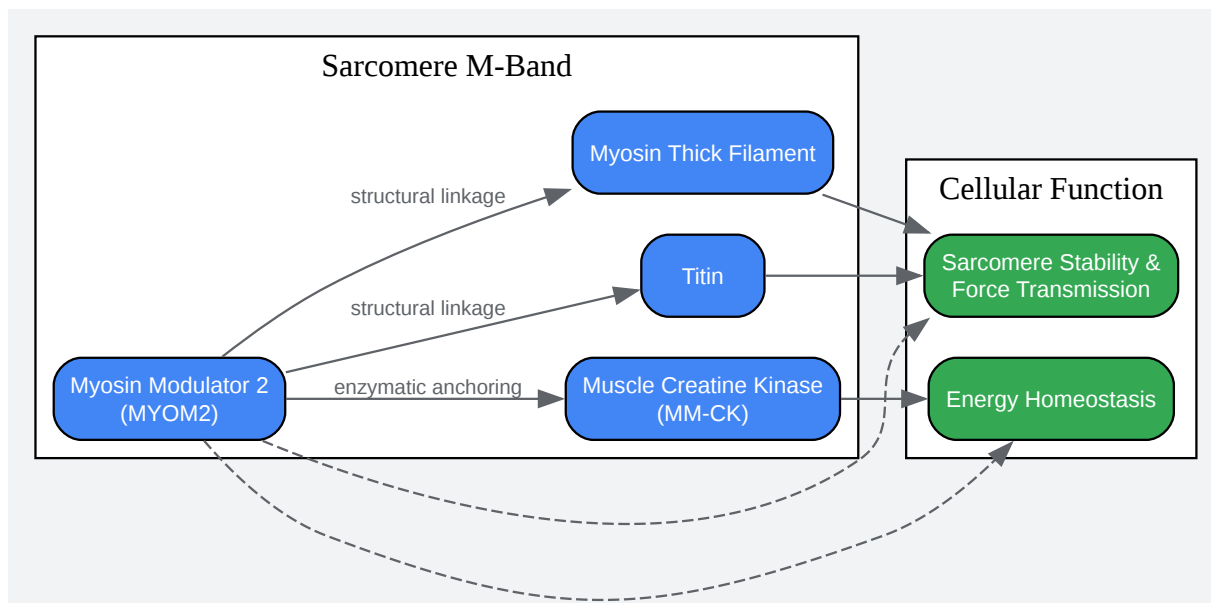 Sarcomere M-Band
Myosin Thick Filament
structural linkage
Cellular Function
Titin
structural linkage
Sarcomere Stability &
Force Transmission
Myosin Modulator 2
(MYOM2)
enzymatic anchoring
Muscle Creatine Kinase
(MM-CK)
Energy Homeostasis